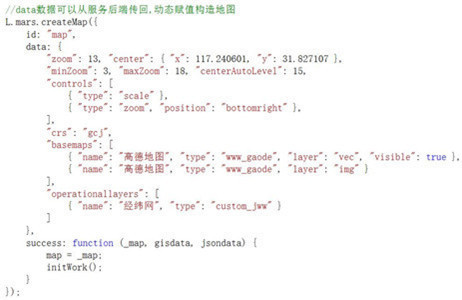 //data数据可以从服务后端传回,动态赋值构造地图
L.mars.createMap({
    id: "map",
    data: {
        "zoom": 13, "center": { "x": 117.240601, "y": 31.827107 },
        "minZoom": 3, "maxZoom": 18, "centerAutoLevel": 15,
        "controls": [
            { "type": "scale" },
            { "type": "zoom", "position": "bottomright" },
        ],
        "crs": "gcj",
        "basemaps": [
            { "name": "高德地图", "type": "www_gaode", "layer": "vec", "visible": true },
            { "name": "高德地图", "type": "www_gaode", "layer": "img" }
        ],
        "operationallayers": [
            { "name": "经纬网", "type": "custom_jww" }
        ]
    },
    success: function (_map, gisdata, jsondata) {
        map = _map;
        initWork();
    }
});